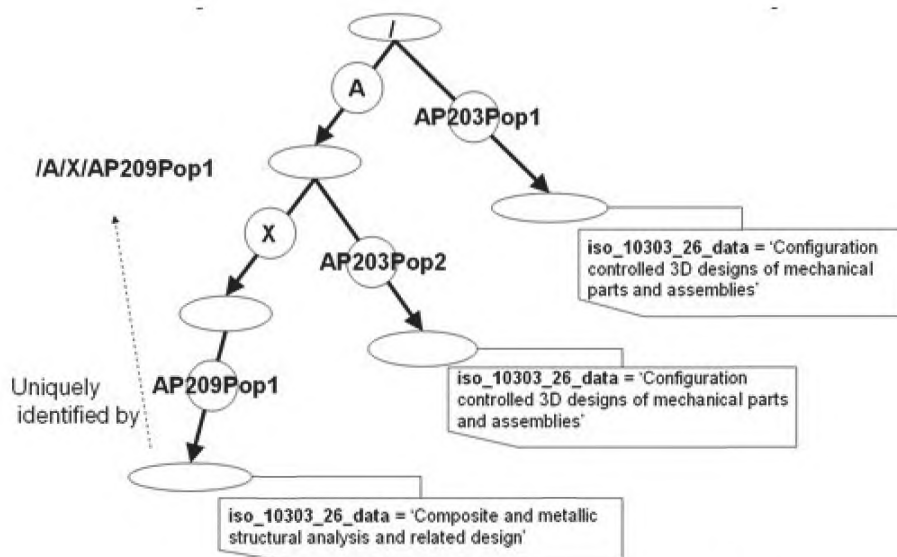 /
A
AP203Pop1
/A/X/AP209Pop1
X
AP203Pop2
iso_10303_26_data = ‘Configuration
controlled 3D designs of mechanical
parts and assemblies’
AP209Pop1
Uniquely
identified by
iso_10303_26_data = ‘Configuration
controlled 3D designs of mechanical parts
and assemblies’
iso_10303_26_data = ‘Composite and metallic
structural analysis and related design’